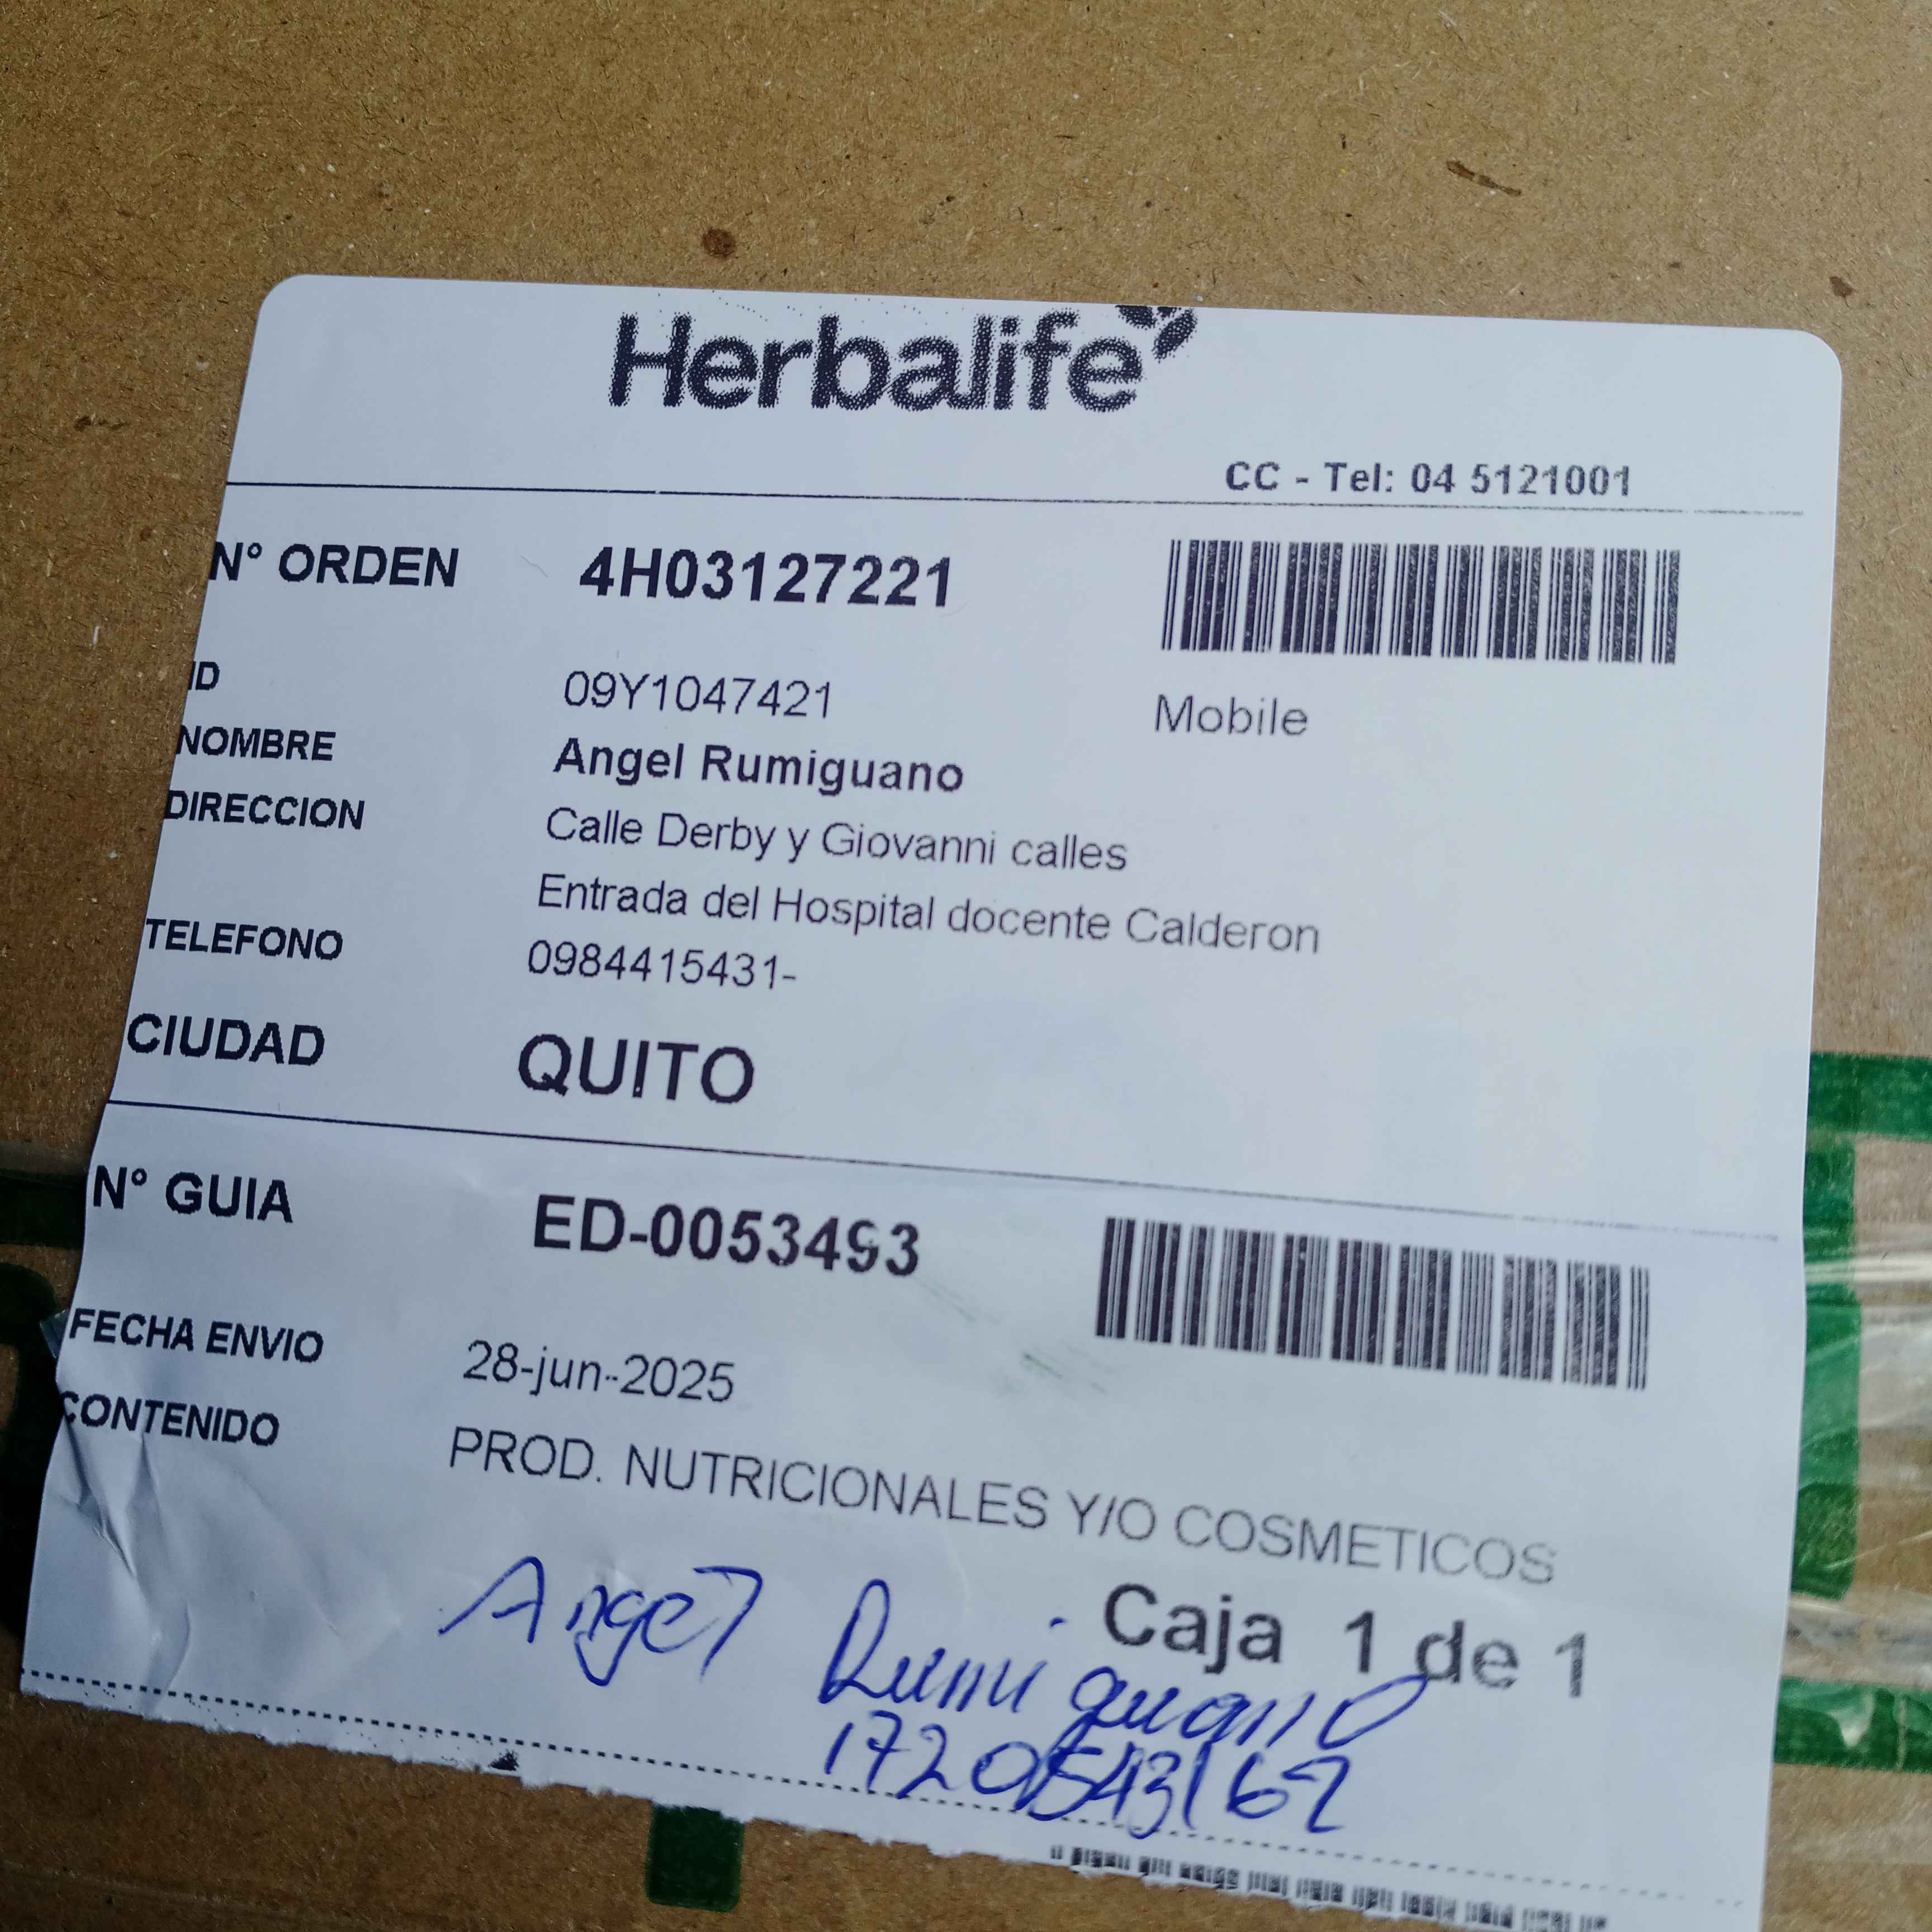 Herbalife
CC - Tel: 04 5121001
N° ORDEN 4H03127221
ID 09Y1047421 Mobile
NOMBRE Angel Rumiguano
DIRECCION Calle Derby y Giovanni calles
Entrada del Hospital docente Calderon
TELEFONO 0984415431-
CIUDAD QUITO
N° GUIA ED-0053493
FECHA ENVIO 28-jun-2025
CONTENIDO PROD. NUTRICIONALES Y/O COSMETICOS
Caja 1 de 1
Angel Rumiguano
1720543162